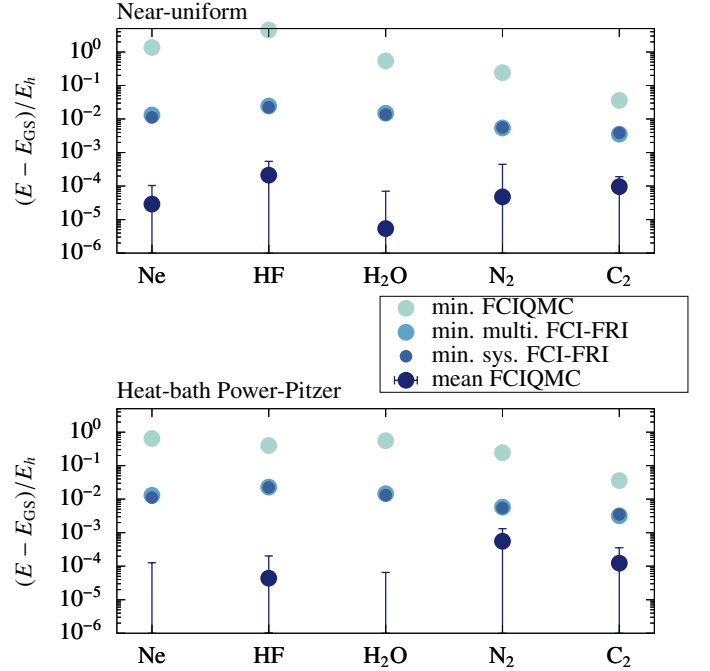 Near-uniform
(E − E_GS)/E_h
10^0
10^−1
10^−2
10^−3
10^−4
10^−5
10^−6
Ne HF H₂O N₂ C₂
min. FCIQMC
min. multi. FCI-FRI
min. sys. FCI-FRI
mean FCIQMC
Heat-bath Power-Pitzer
(E − E_GS)/E_h
10^0
10^−1
10^−2
10^−3
10^−4
10^−5
10^−6
Ne HF H₂O N₂ C₂